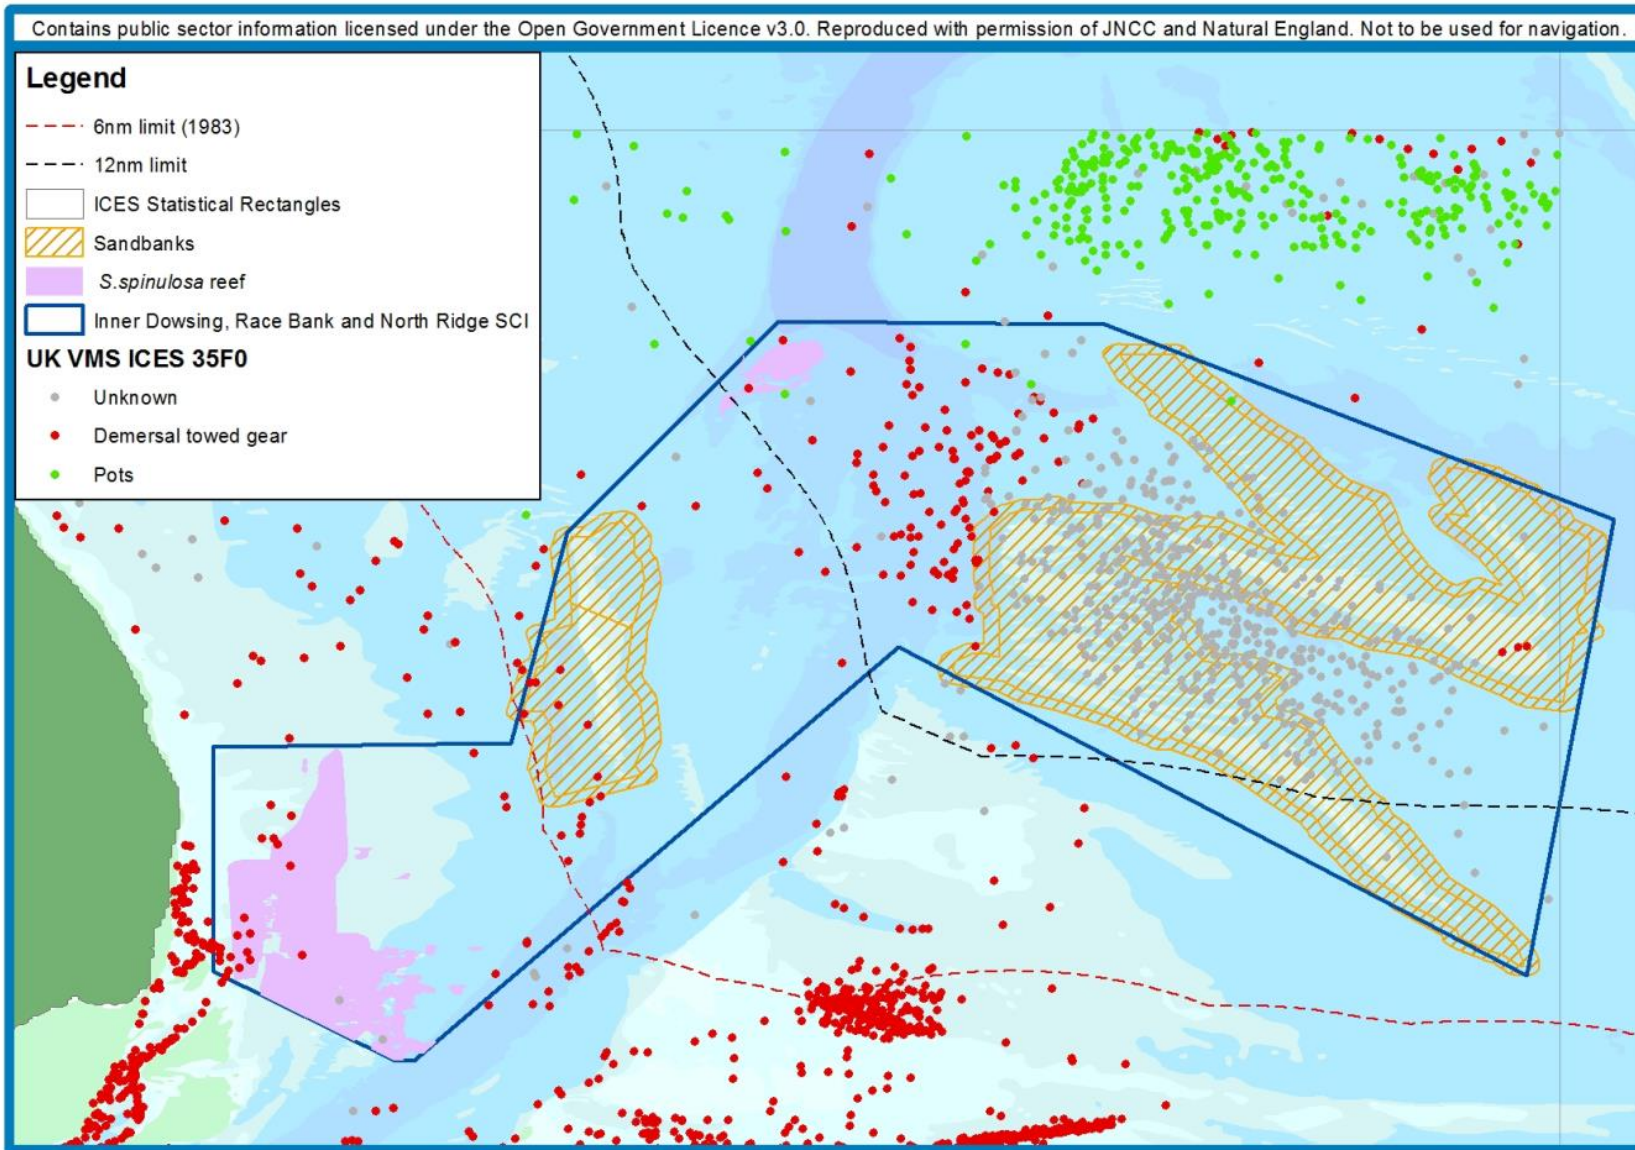 Contains public sector information licensed under the Open Government Licence v3.0. Reproduced with permission of JNCC and Natural England. Not to be used for navigation.
Legend
6nm limit (1983)
12nm limit
ICES Statistical Rectangles
Sandbanks
S.spinulosa reef
Inner Dowsing, Race Bank and North Ridge SCI
UK VMS ICES 35F0
Unknown
Demersal towed gear
Pots